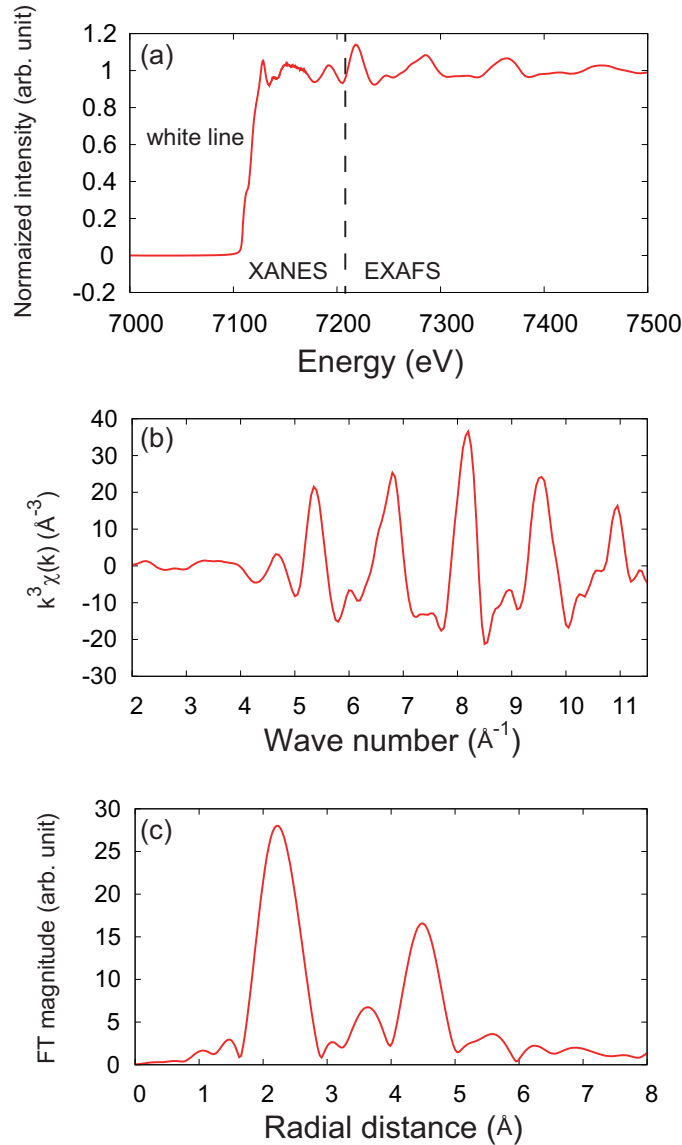 (a)
1.2
1
0.8
0.6
0.4
0.2
0
-0.2
Normaized intensity (arb. unit)
white line
XANES
EXAFS
7000 7100 7200 7300 7400 7500
Energy (eV)
(b)
40
30
20
10
0
-10
-20
-30
k³χ(k) (Å⁻³)
2 3 4 5 6 7 8 9 10 11
Wave number (Å⁻¹)
(c)
30
25
20
15
10
5
0
FT magnitude (arb. unit)
0 1 2 3 4 5 6 7 8
Radial distance (Å)